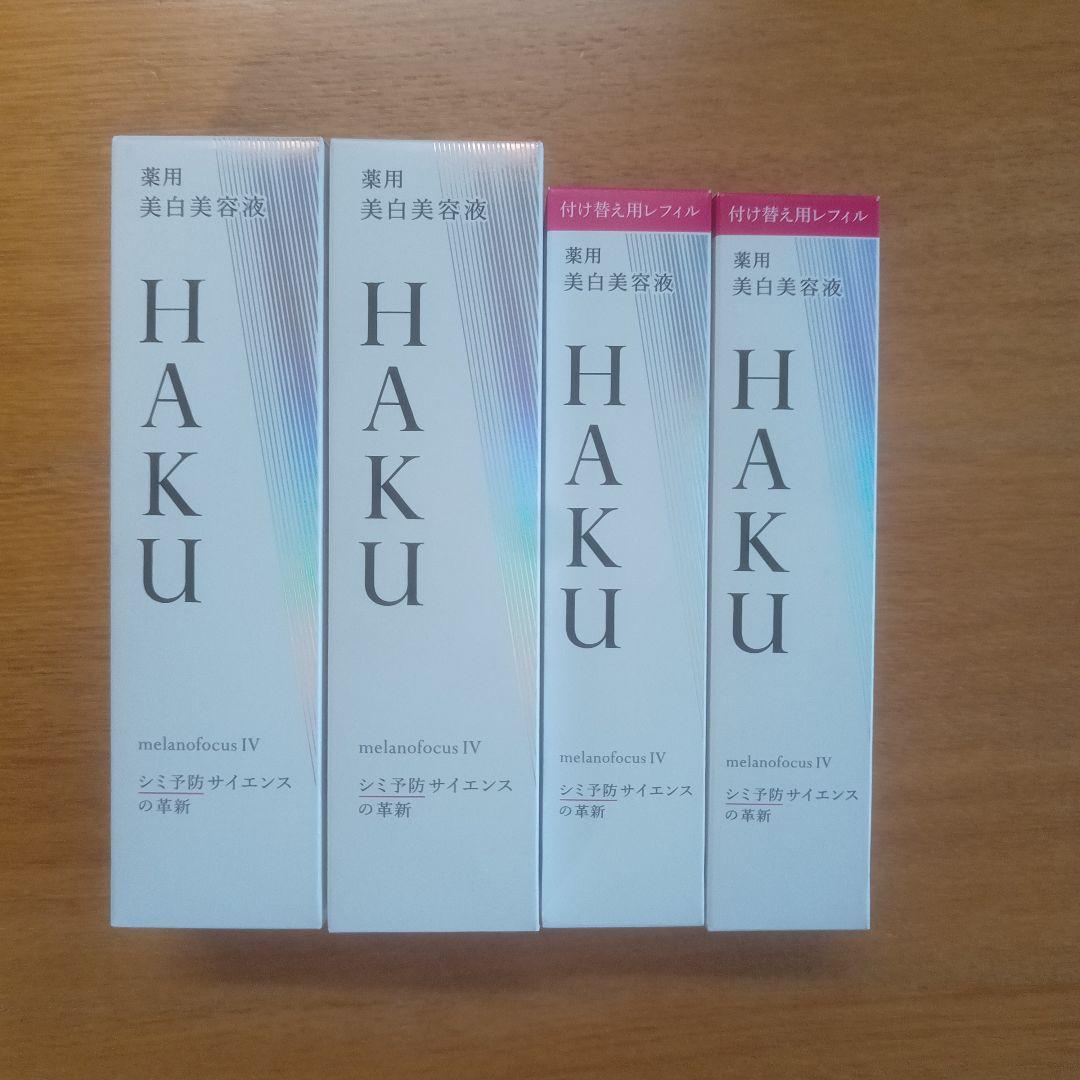 薬用
美白美容液
HAKU
melanofocus IV
シミ予防サイエンス
の革新
薬用
美白美容液
HAKU
melanofocus IV
シミ予防サイエンス
の革新
付け替え用レフィル
薬用
美白美容液
HAKU
melanofocus IV
シミ予防サイエンス
の革新
付け替え用レフィル
薬用
美白美容液
HAKU
melanofocus IV
シミ予防サイエンス
の革新